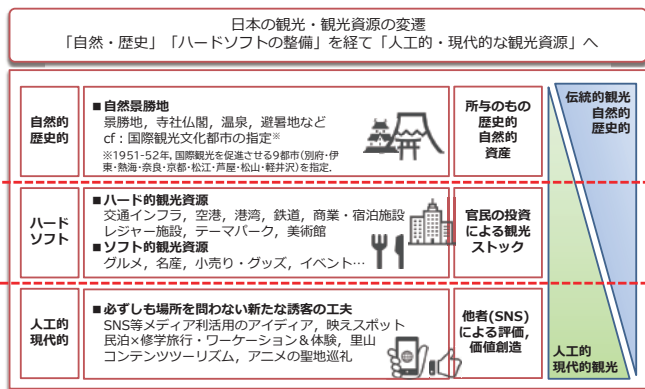 日本の観光・観光資源の変遷
「自然・歴史」「ハードソフトの整備」を経て「人工的・現代的な観光資源」へ
自然的
歴史的
■自然景勝地
景勝地，寺社仏閣，温泉，避暑地など
cf：国際観光文化都市の指定※
※1951-52年，国際観光を促進させる9都市(別府・伊
東・熱海・奈良・京都・松江・芦屋・松山・軽井沢)を指定.
所与のもの
歴史的
自然的
資産
伝統的観光
自然的
歴史的
ハード
ソフト
■ハード的観光資源
交通インフラ，空港，港湾，鉄道，商業・宿泊施設
レジャー施設，テーマパーク，美術館
■ソフト的観光資源
グルメ，名産，小売り・グッズ，イベント…
官民の投資
による観光
ストック
人工的
現代的
■必ずしも場所を問わない新たな誘客の工夫
SNS等メディア利活用のアイディア，映えスポット
民泊×修学旅行・ワーケーション＆体験，里山
コンテンツツーリズム，アニメの聖地巡礼
他者(SNS)
による評価，
価値創造
人工的
現代的観光